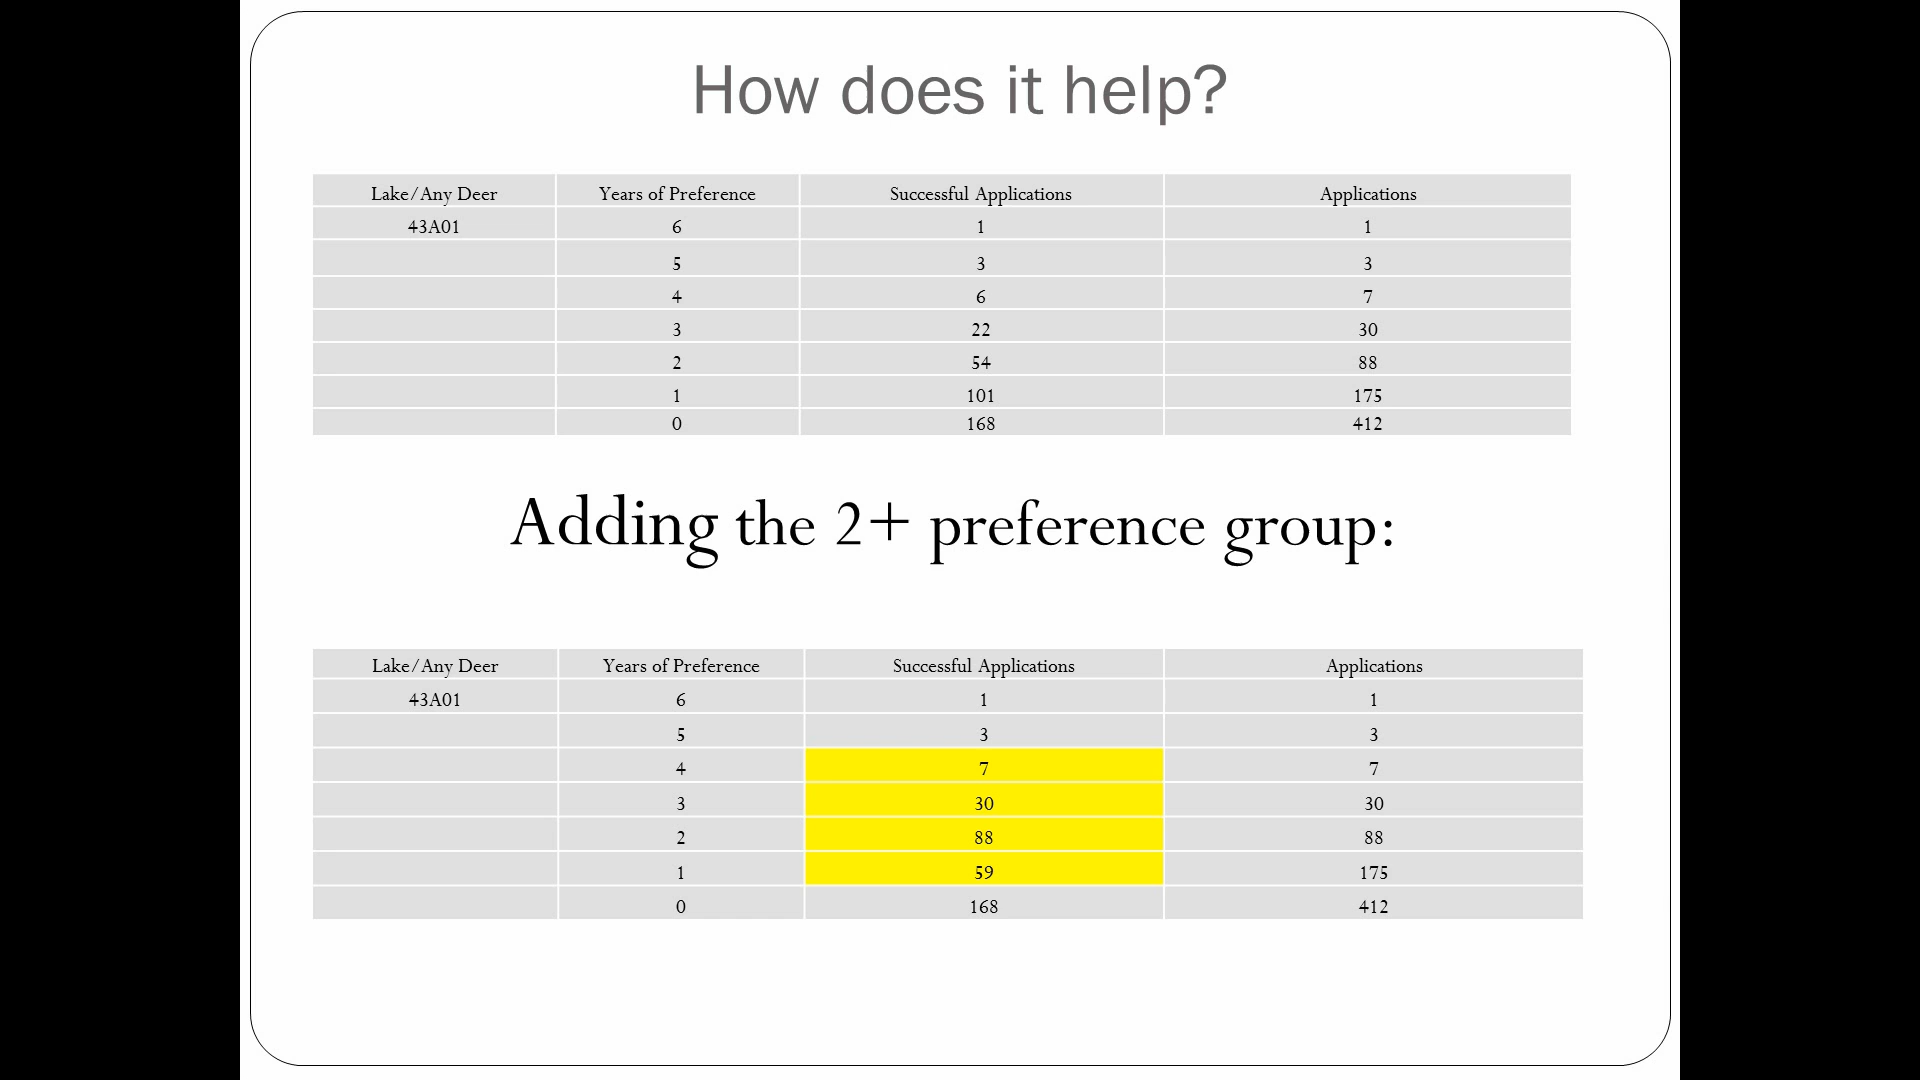 How does it help?
Lake/Any Deer Years of Preference Successful Applications Applications
43A01 6 1 1
5 3 3
4 6 7
3 22 30
2 54 88
1 101 175
0 168 412
Adding the 2+ preference group:
Lake/Any Deer Years of Preference Successful Applications Applications
43A01 6 1 1
5 3 3
4 7 7
3 30 30
2 88 88
1 59 175
0 168 412